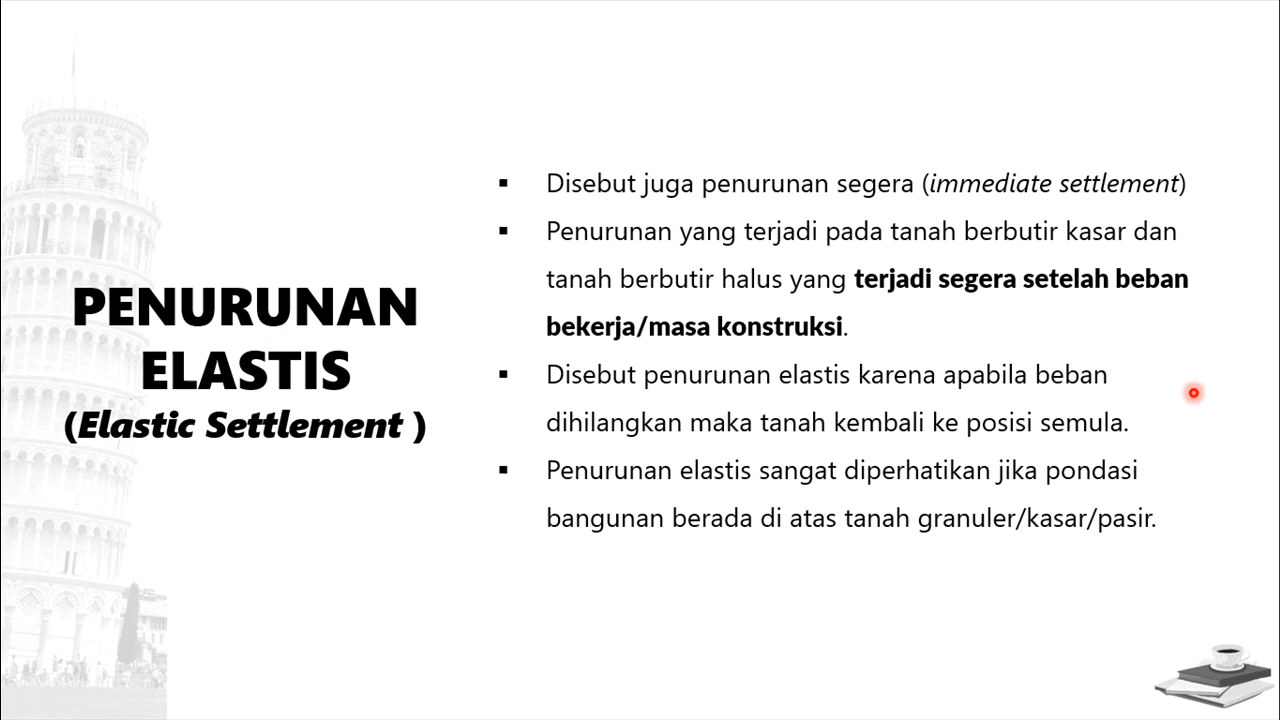 PENURUNAN
ELASTIS
(Elastic Settlement )
▪ Disebut juga penurunan segera (immediate settlement)
▪ Penurunan yang terjadi pada tanah berbutir kasar dan
tanah berbutir halus yang terjadi segera setelah beban
bekerja/masa konstruksi.
▪ Disebut penurunan elastis karena apabila beban
dihilangkan maka tanah kembali ke posisi semula.
▪ Penurunan elastis sangat diperhatikan jika pondasi
bangunan berada di atas tanah granuler/kasar/pasir.